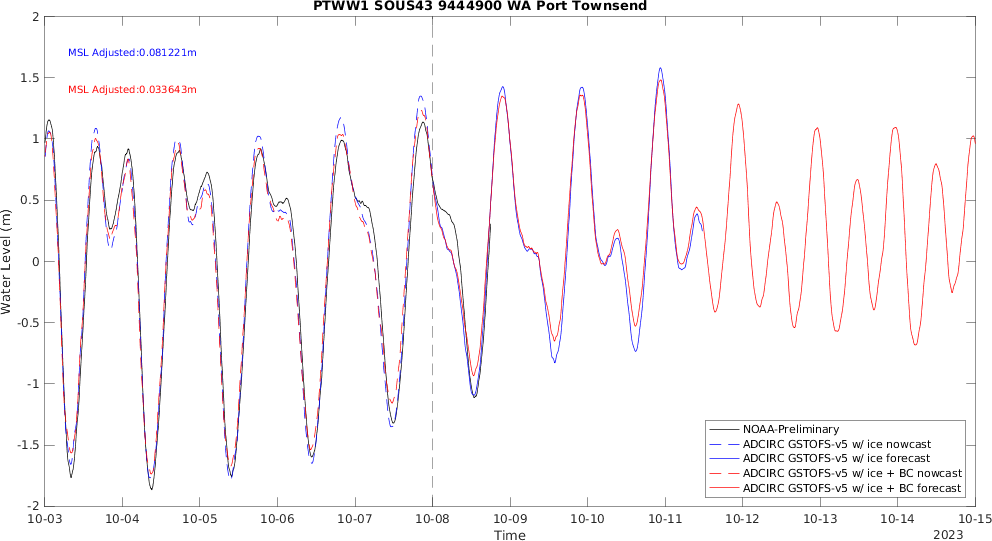 PTWW1 SOUS43 9444900 WA Port Townsend
MSL Adjusted:0.081221m
MSL Adjusted:0.033643m
Water Level (m)
2
1.5
1
0.5
0
-0.5
-1
-1.5
-2
NOAA-Preliminary
ADCIRC GSTOFS-v5 w/ ice nowcast
ADCIRC GSTOFS-v5 w/ ice forecast
ADCIRC GSTOFS-v5 w/ ice + BC nowcast
ADCIRC GSTOFS-v5 w/ ice + BC forecast
10-03 10-04 10-05 10-06 10-07 10-08 10-09 10-10 10-11 10-12 10-13 10-14 10-15
Time
2023